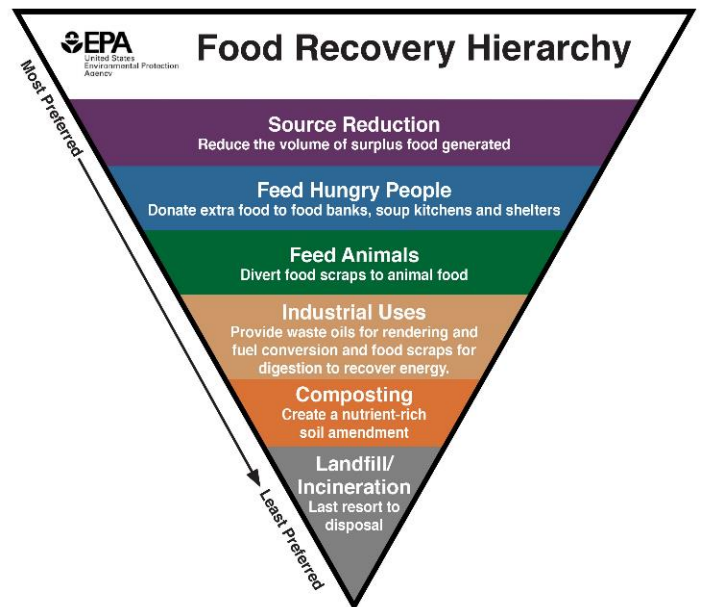 EPA
United States
Environmental Protection
Agency
Food Recovery Hierarchy
Most Preferred
Source Reduction
Reduce the volume of surplus food generated
Feed Hungry People
Donate extra food to food banks, soup kitchens and shelters
Feed Animals
Divert food scraps to animal food
Industrial Uses
Provide waste oils for rendering and
fuel conversion and food scraps for
digestion to recover energy.
Composting
Create a nutrient-rich
soil amendment
Landfill/
Incineration
Last resort to
disposal
Least Preferred